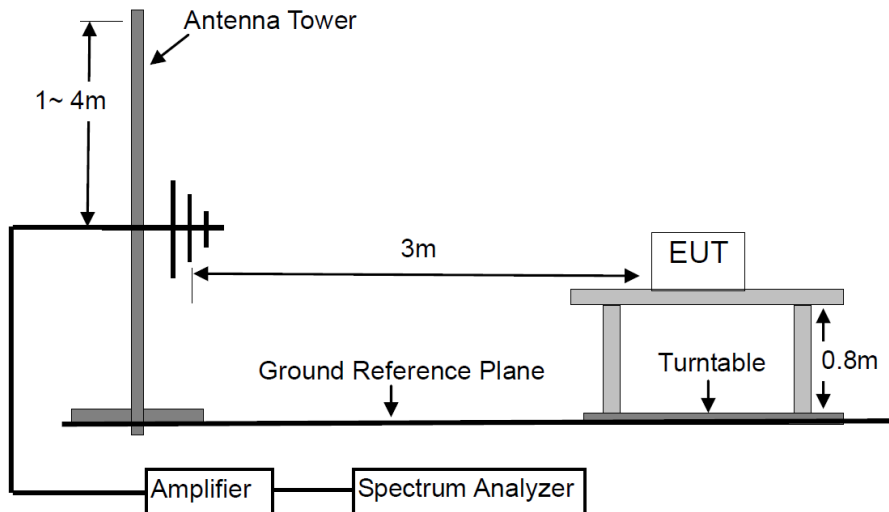 Antenna Tower
1~ 4m
3m
EUT
Ground Reference Plane
Turntable
0.8m
Amplifier
Spectrum Analyzer